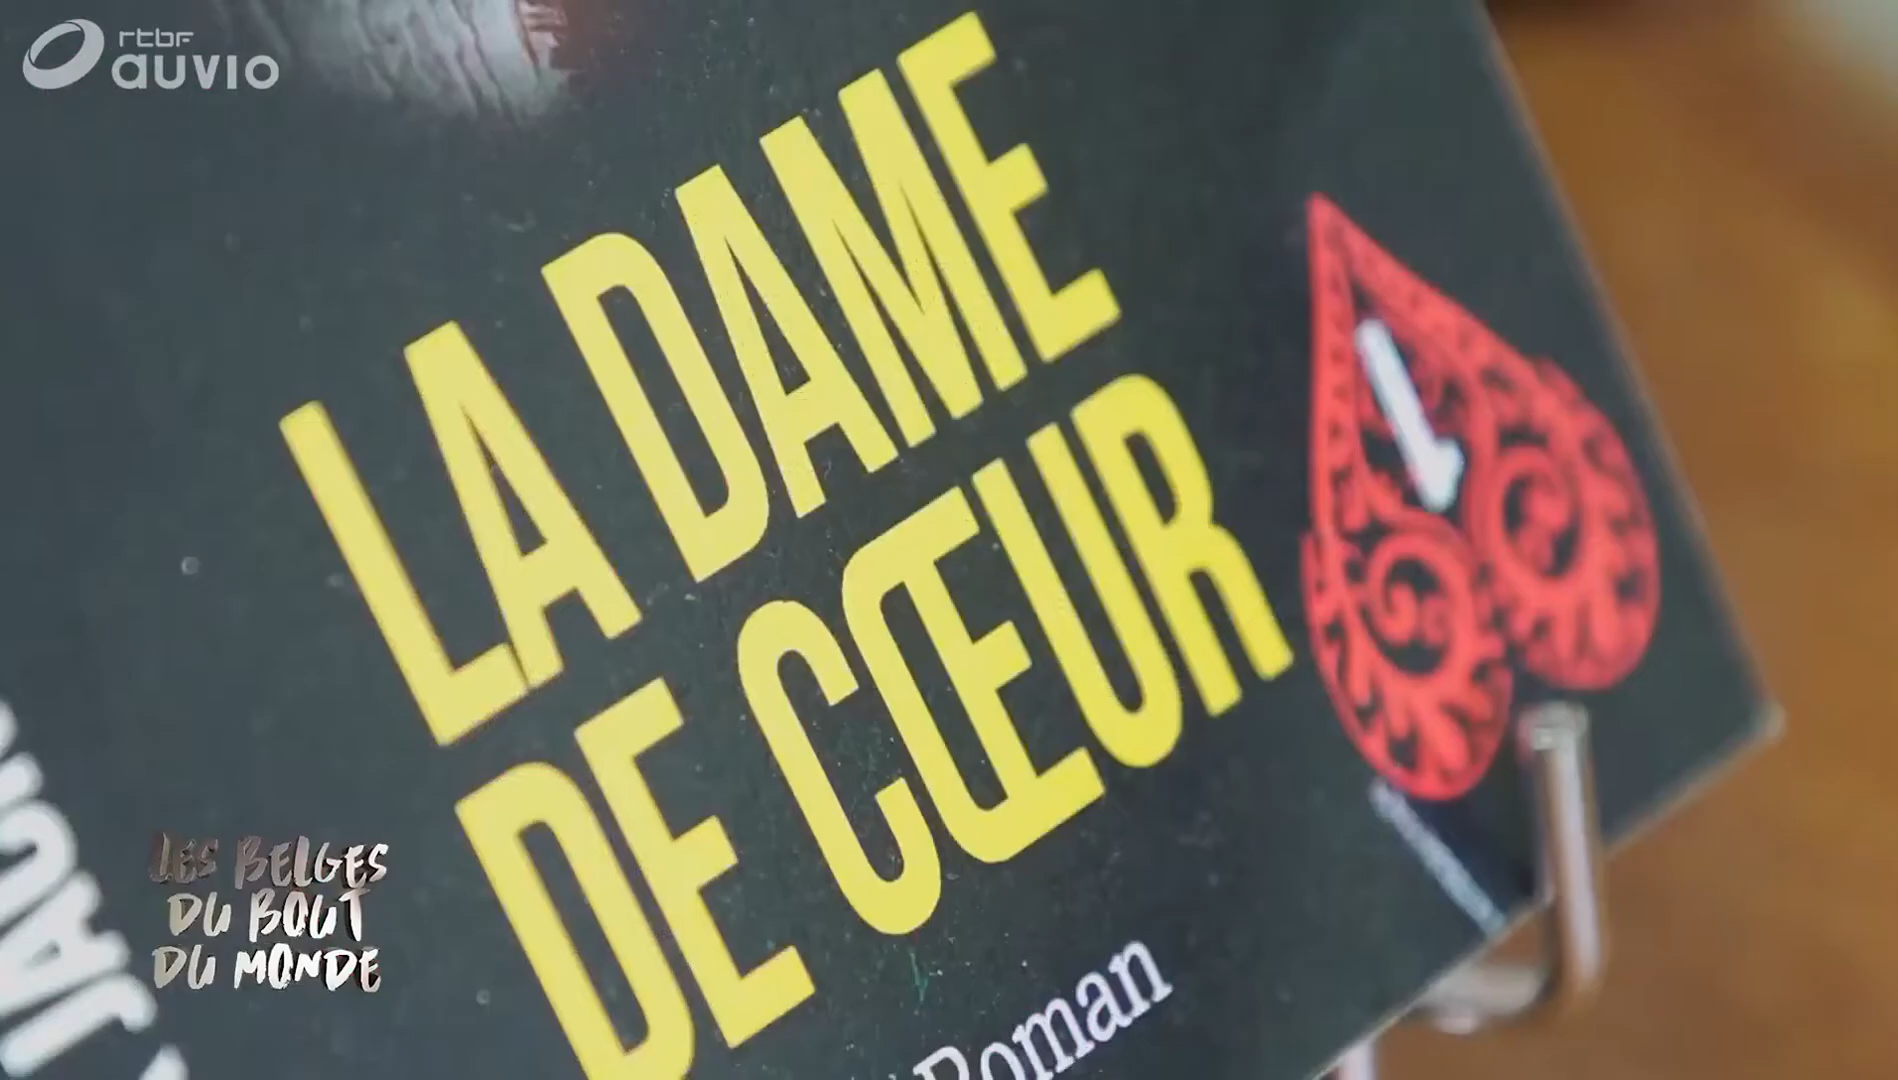 rtbf
auvio
LA DAME
DE CŒUR
Roman
LES BELGES
DU BOUT
DU MONDE